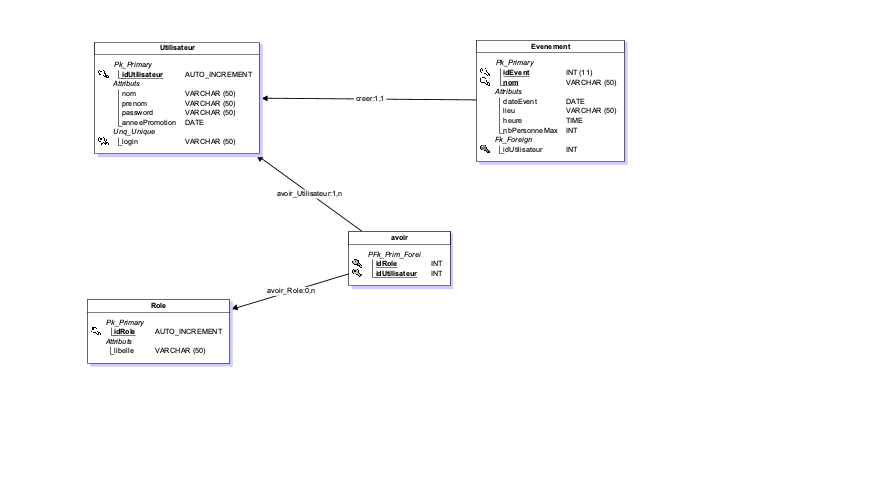 Utilisateur
Pk_Primary
idUtilisateur AUTO_INCREMENT
Attributs
nom VARCHAR (50)
prenom VARCHAR (50)
password VARCHAR (50)
anneePromotion DATE
Unq_Unique
login VARCHAR (50)
creer:1,1
Evenement
Pk_Primary
idEvent INT (11)
nom VARCHAR (50)
Attributs
dateEvent DATE
lieu VARCHAR (50)
heure TIME
nbPersonneMax INT
Fk_Foreign
idUtilisateur INT
avoir_Utilisateur:1,n
avoir
PFk_Prim_Forei
idRole INT
idUtilisateur INT
avoir_Role:0,n
Role
Pk_Primary
idRole AUTO_INCREMENT
Attributs
libelle VARCHAR (50)